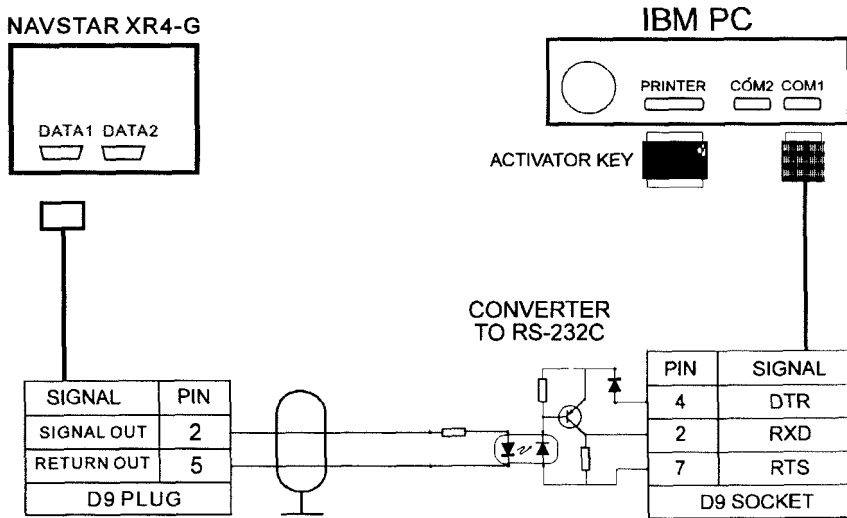 NAVSTAR XR4-G
DATA1 DATA2
IBM PC
PRINTER CÓM2 COM1
ACTIVATOR KEY
CONVERTER
TO RS-232C
SIGNAL PIN
SIGNAL OUT 2
RETURN OUT 5
D9 PLUG
PIN SIGNAL
4 DTR
2 RXD
7 RTS
D9 SOCKET